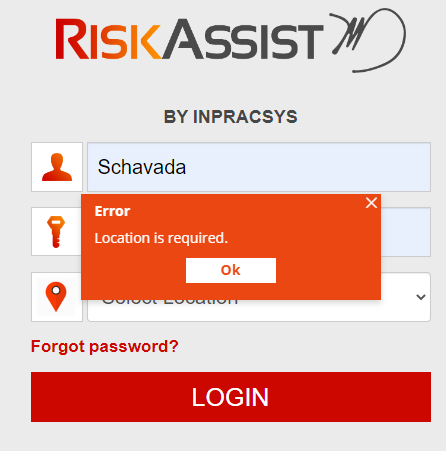 RISKASSIST
BY INPRACSYS
Schavada
Error
Location is required.
Ok
Select Location
Forgot password?
LOGIN